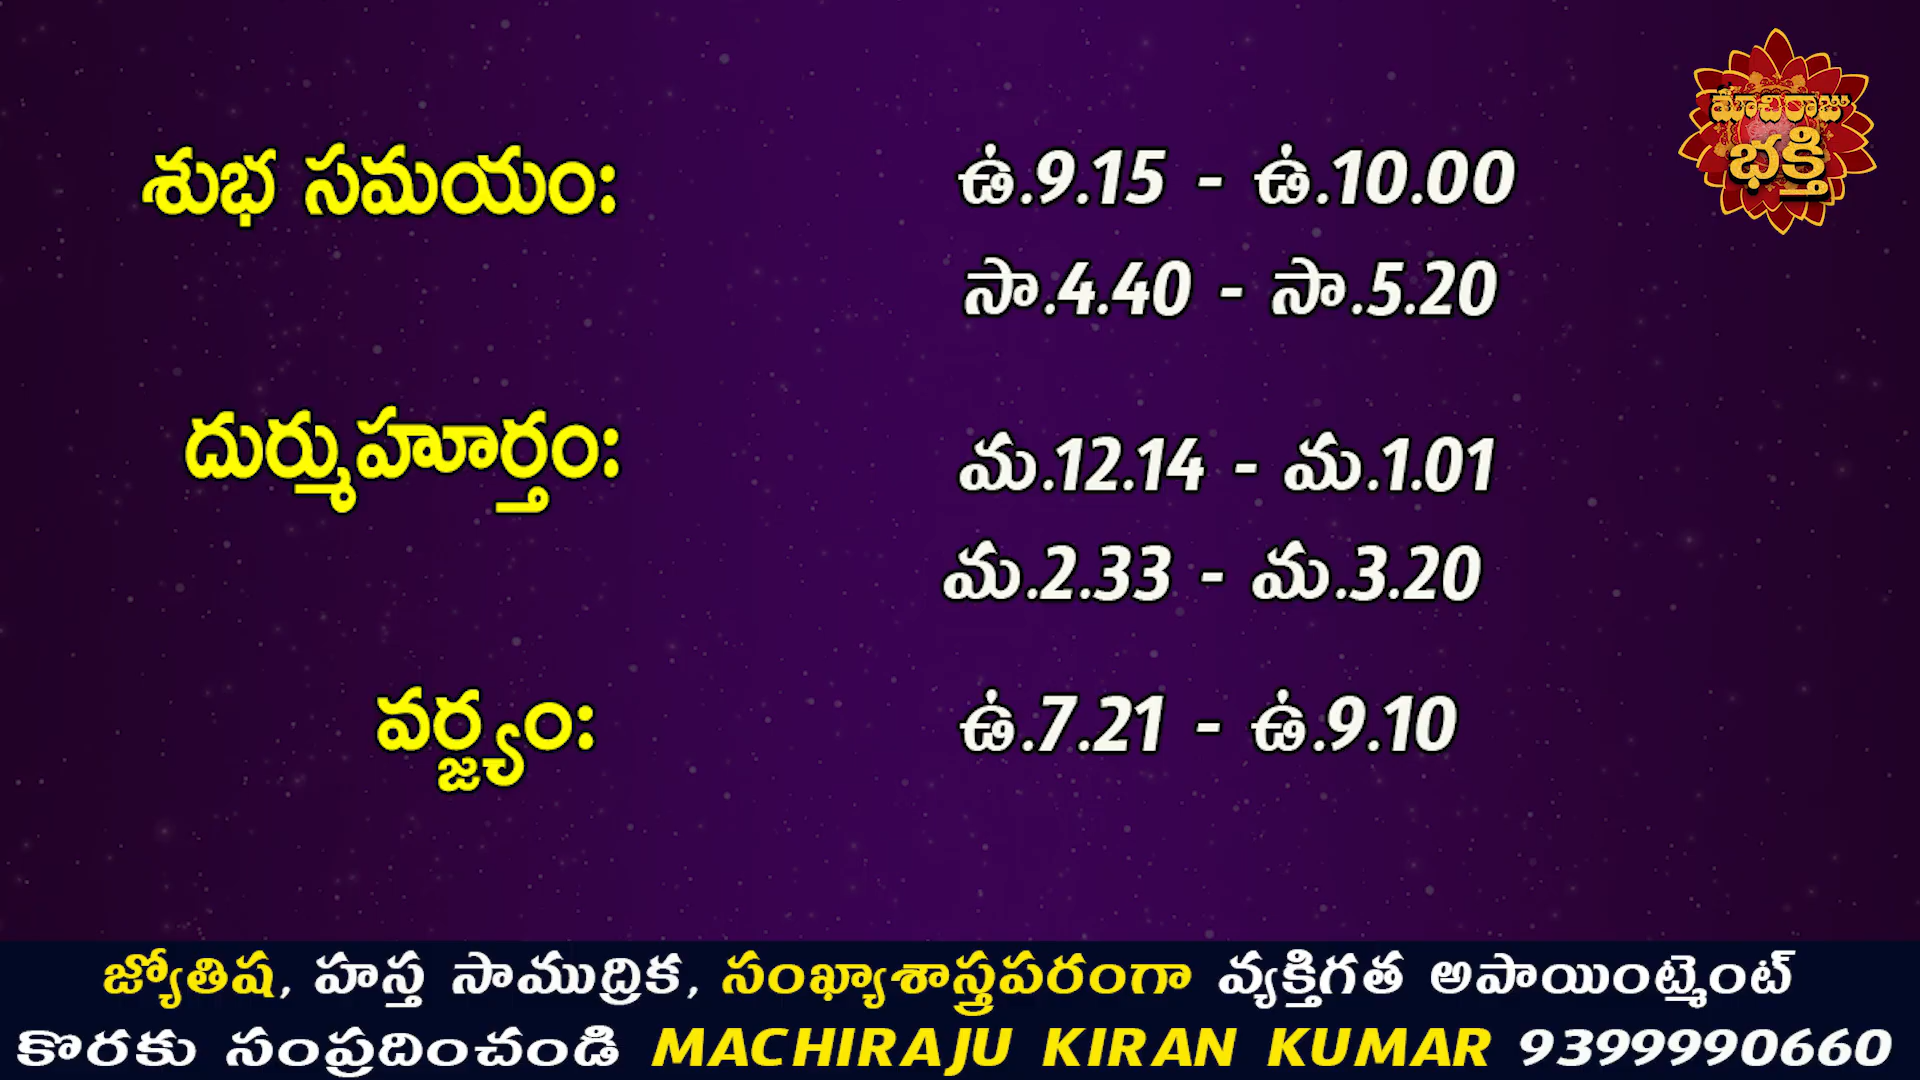 మాచిరాజు
భక్తి
శుభ సమయం: ఉ.9.15 - ఉ.10.00
సా.4.40 - సా.5.20
దుర్ముహూర్తం: మ.12.14 - మ.1.01
మ.2.33 - మ.3.20
వర్జ్యం: ఉ.7.21 - ఉ.9.10
జ్యోతిష, హస్త సాముద్రిక, సంఖ్యాశాస్త్రపరంగా వ్యక్తిగత అపాయింట్మెంట్
కొరకు సంప్రదించండి MACHIRAJU KIRAN KUMAR 9399990660